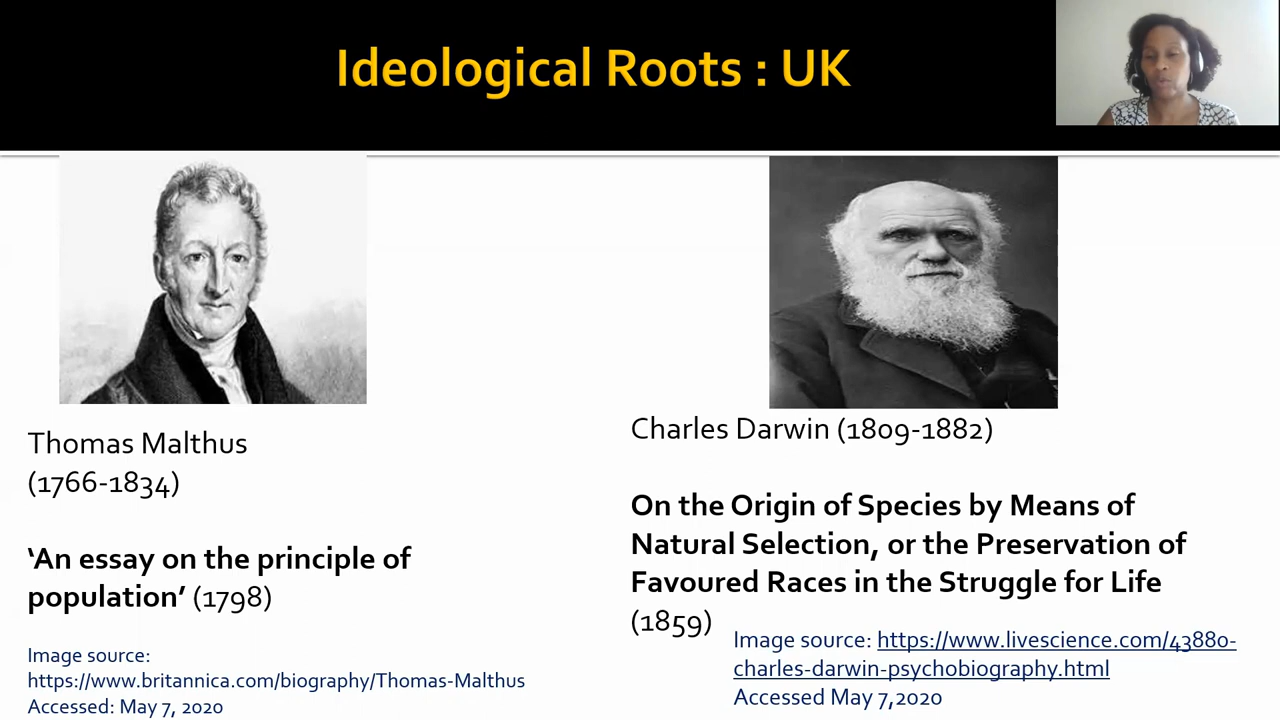 Ideological Roots : UK
Thomas Malthus
(1766-1834)
‘An essay on the principle of
population’ (1798)
Image source:
https://www.britannica.com/biography/Thomas-Malthus
Accessed: May 7, 2020
Charles Darwin (1809-1882)
On the Origin of Species by Means of
Natural Selection, or the Preservation of
Favoured Races in the Struggle for Life
(1859)
Image source: https://www.livescience.com/43880-
charles-darwin-psychobiography.html
Accessed May 7,2020